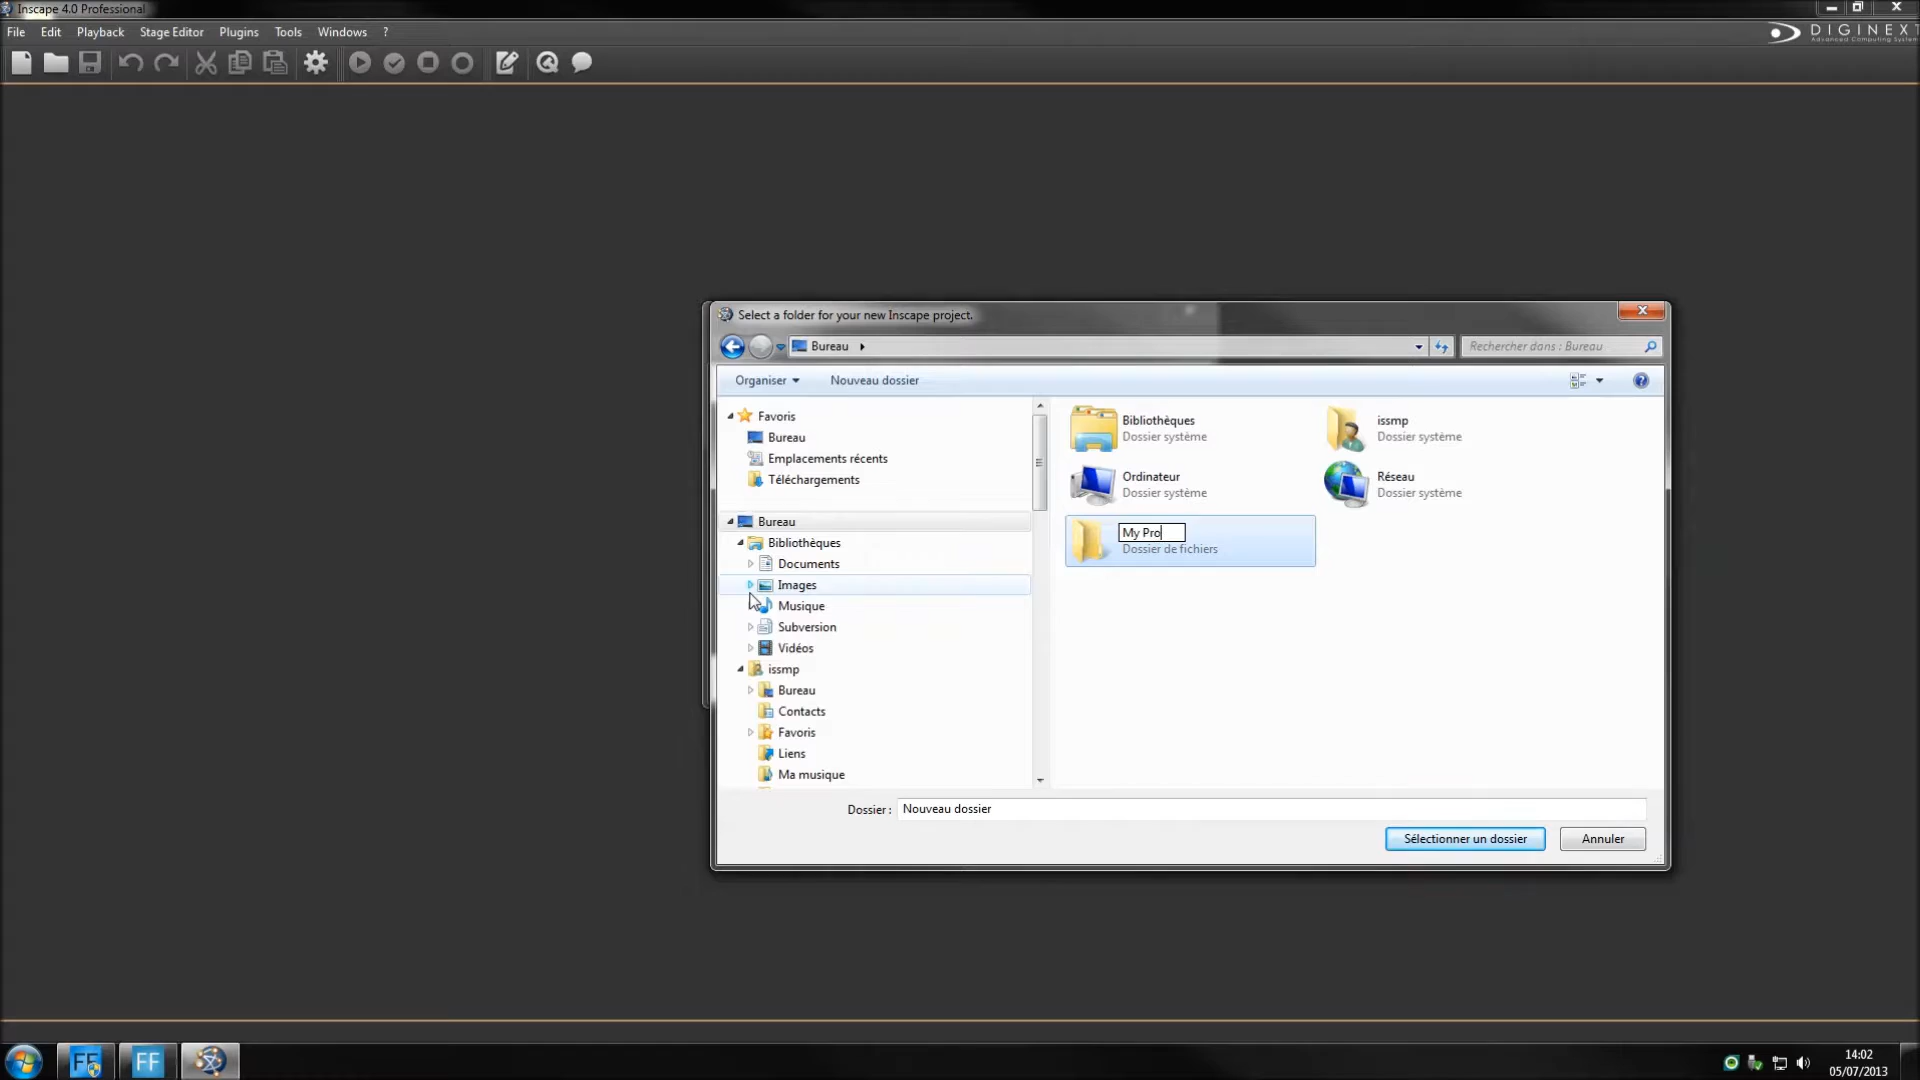 Inscape 4.0 Professional
File Edit Playback Stage Editor Plugins Tools Windows ?
DIGINEXT
Advanced Computing System
Select a folder for your new Inscape project.
Bureau
Rechercher dans : Bureau
Organiser Nouveau dossier
Favoris
Bureau
Emplacements récents
Téléchargements
Bureau
Bibliothèques
Documents
Images
Musique
Subversion
Vidéos
issmp
Bureau
Contacts
Favoris
Liens
Ma musique
Bibliothèques
Dossier système
issmp
Dossier système
Ordinateur
Dossier système
Réseau
Dossier système
My Pro
Dossier de fichiers
Dossier : Nouveau dossier
Sélectionner un dossier Annuler
FF FF
14:02
05/07/2013